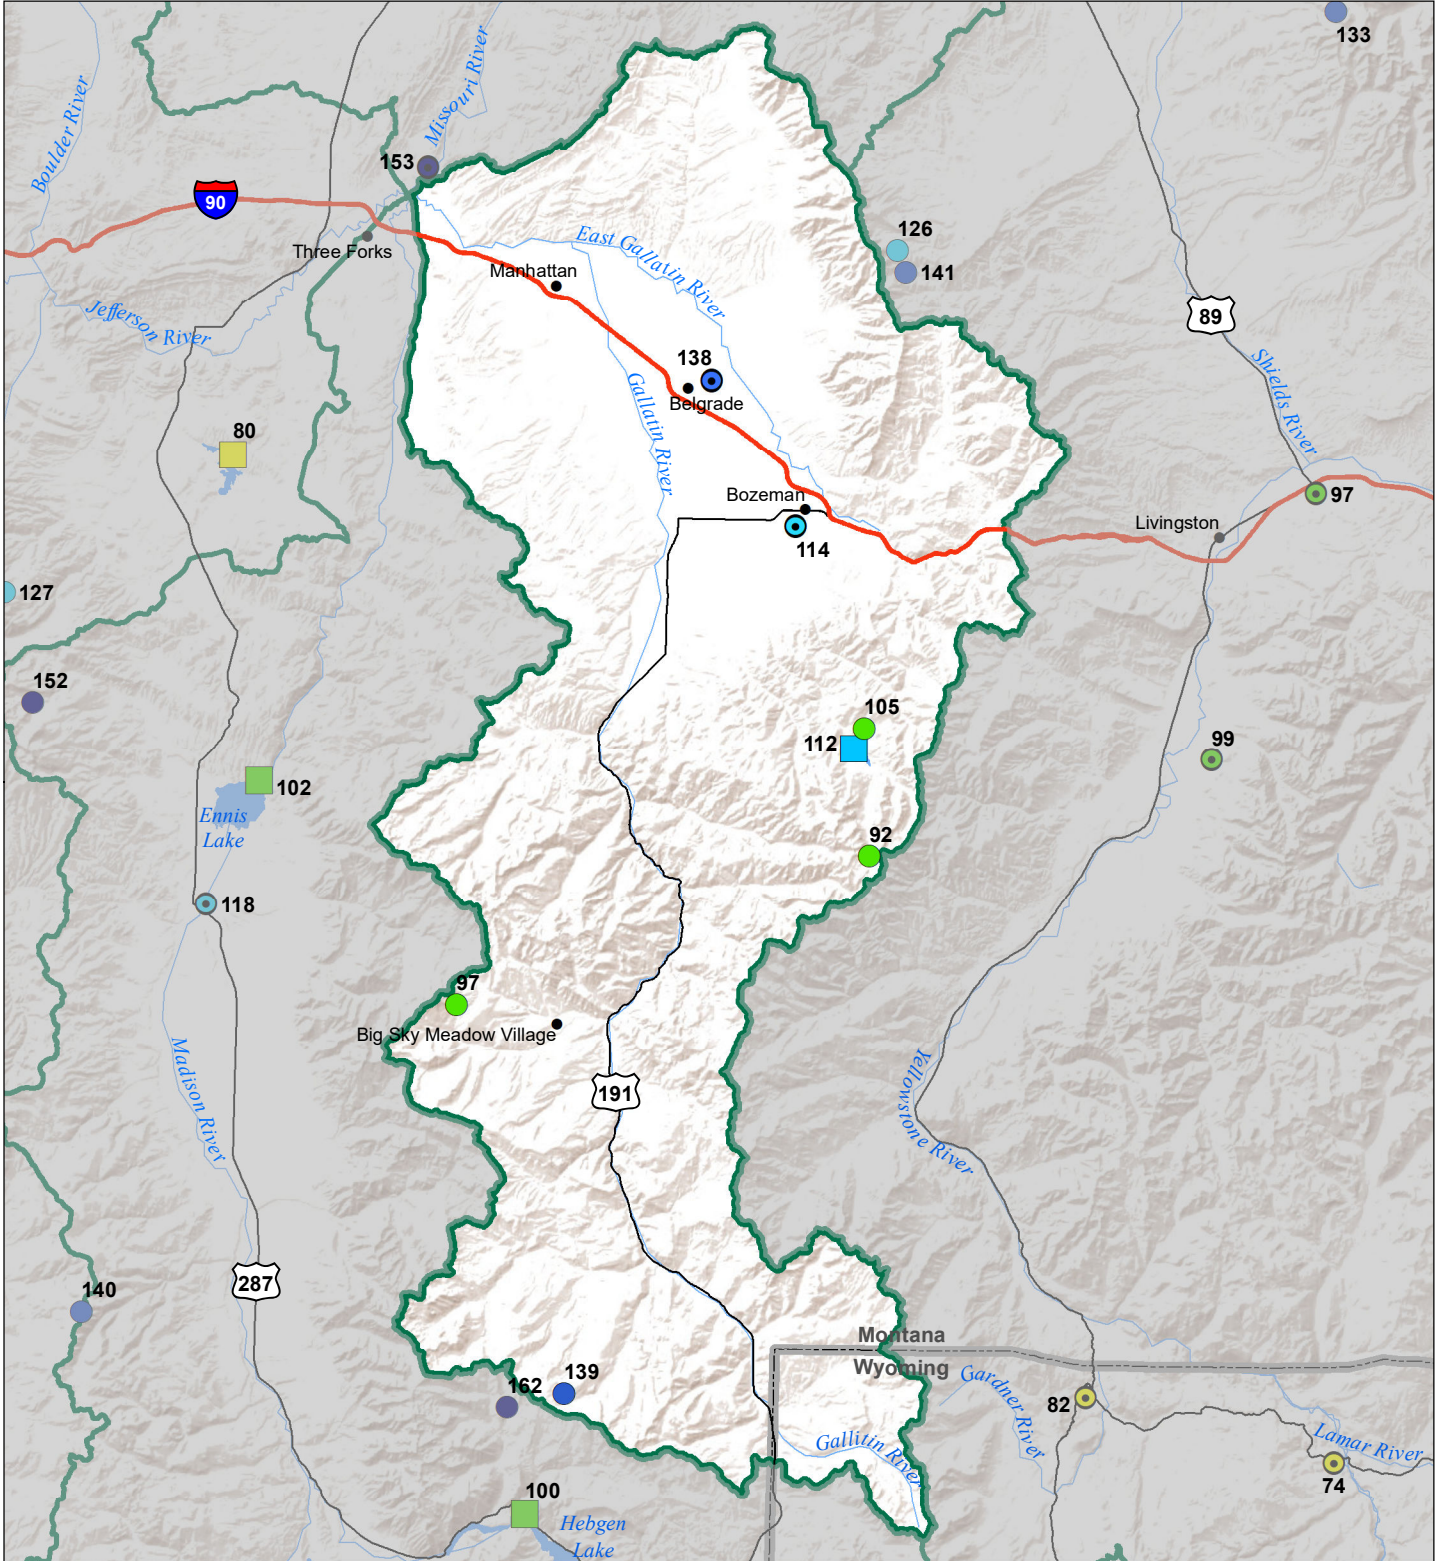 133
Missouri River
Boulder River
153
90
Three Forks
Manhattan
East Gallatin River
126
141
Jefferson River
89
138
Belgrade
Gallatin River
Shields River
80
97
Bozeman
114
Livingston
127
152
105
112
99
102
Ennis
Lake
92
118
97
Big Sky Meadow Village
Madison River
191
Yellowstone River
287
140
Montana
Wyoming
139
162
Gardner River
82
Gallitin River
Lamar River
74
100
Hebgen
Lake